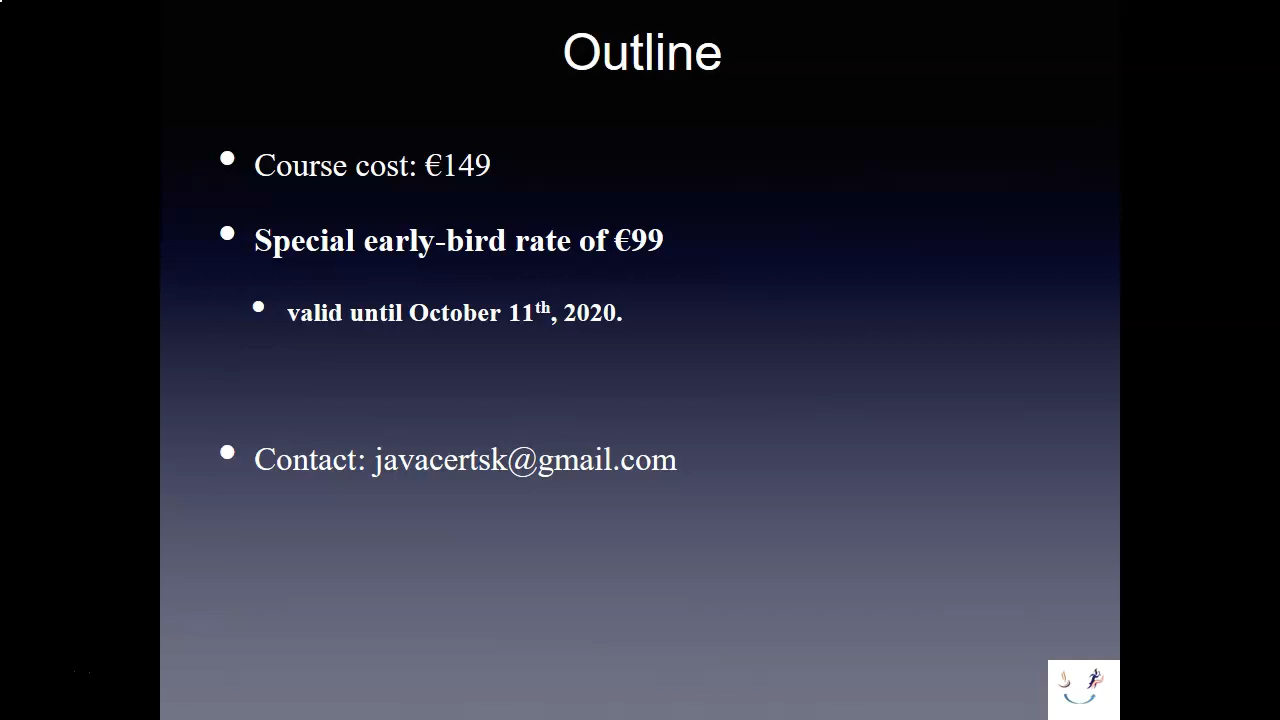 Outline
• Course cost: €149
• Special early-bird rate of €99
• valid until October 11th, 2020.
• Contact: javacertsk@gmail.com